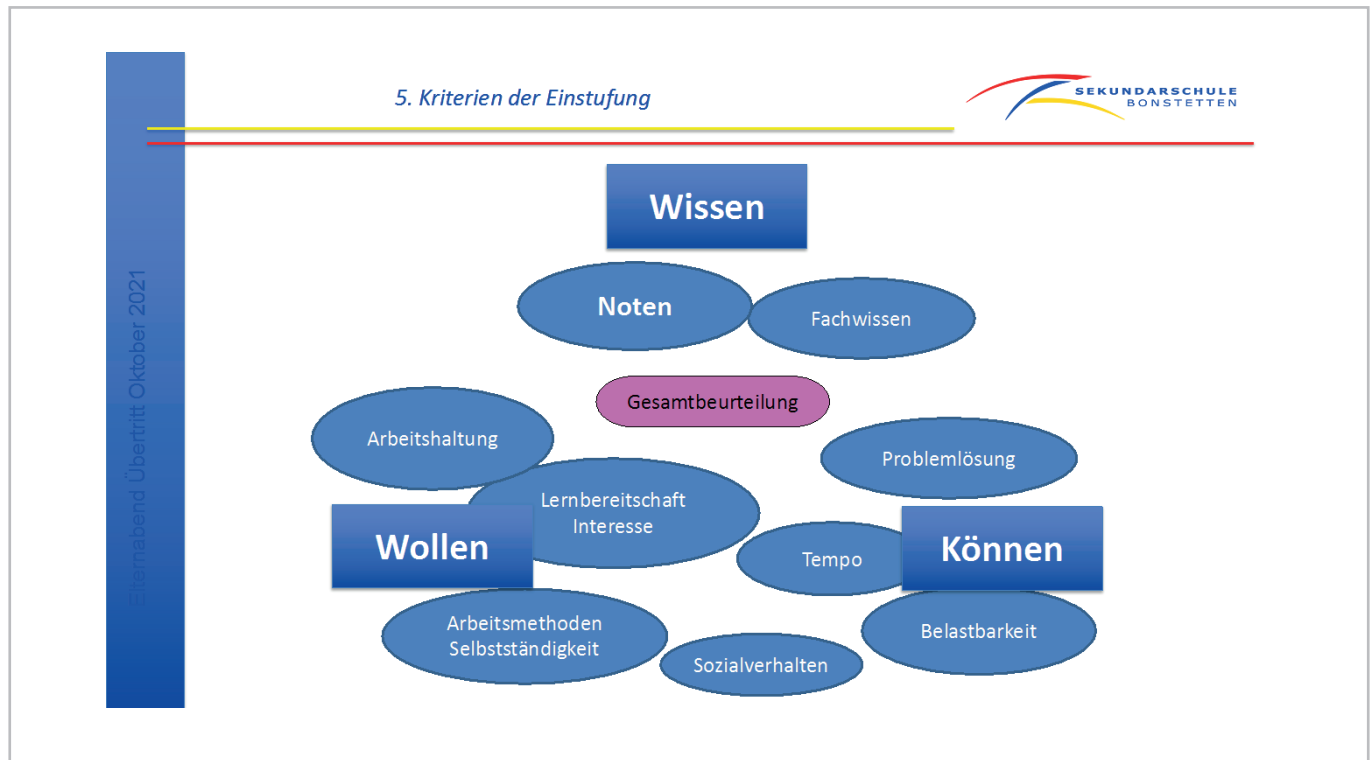 5. Kriterien der Einstufung
SEKUNDARSCHULE
BONSTETTEN
Elternabend Übertritt Oktober 2021
Wissen
Noten
Fachwissen
Gesamtbeurteilung
Arbeitshaltung
Problemlösung
Lernbereitschaft
Interesse
Wollen
Tempo
Können
Arbeitsmethoden
Selbstständigkeit
Sozialverhalten
Belastbarkeit